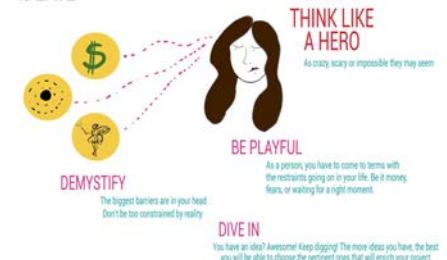 THINK LIKE
A HERO
As crazy, scary or impossible they may seem
$
BE PLAYFUL
As a person, you have to come to terms with
the restraints going on in your life. Be it money,
fears, or waiting for a right moment.
DEMYSTIFY
The biggest barriers are in your head
Don't be too constrained by reality
DIVE IN
You have an idea? Awesome! Keep digging! The more ideas you have, the best
you will be able to choose the pertinent ones that will enrich your project